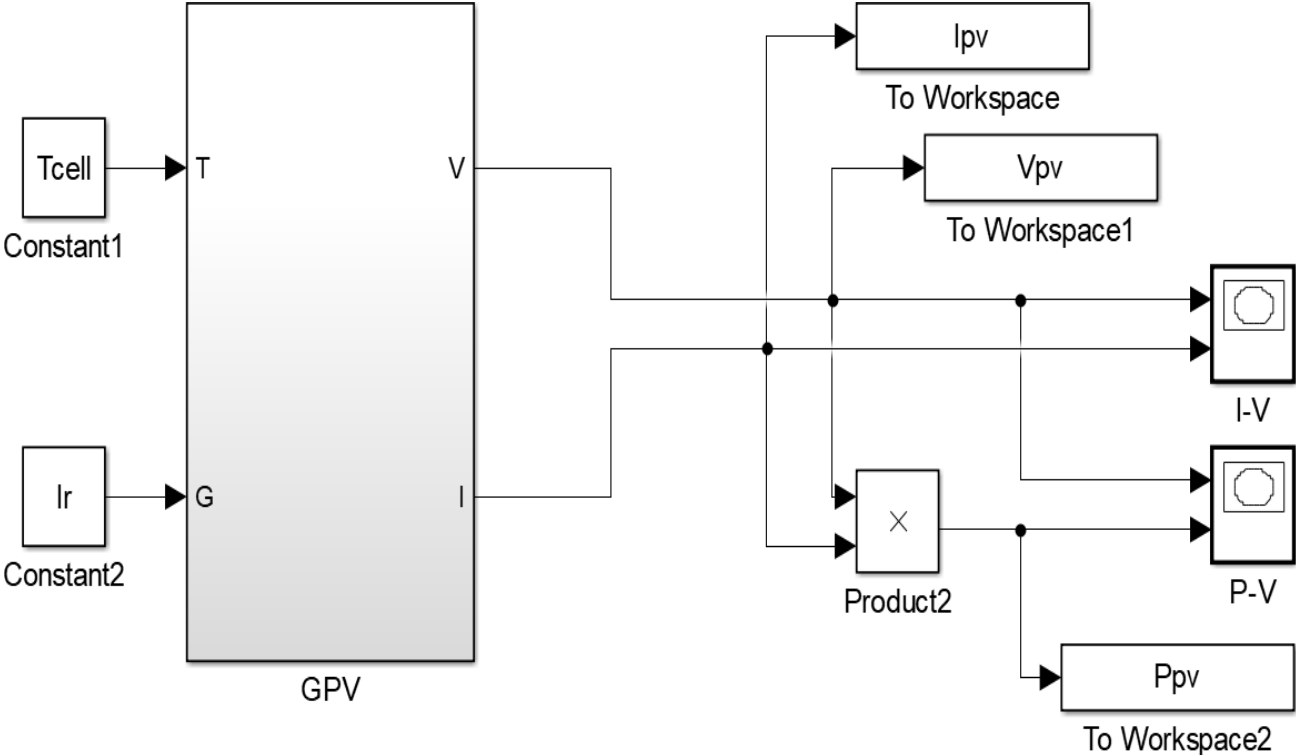 Ipv
To Workspace
Tcell
T
V
Vpv
Constant1
To Workspace1
I-V
Ir
G
I
X
Constant2
Product2
P-V
GPV
Ppv
To Workspace2